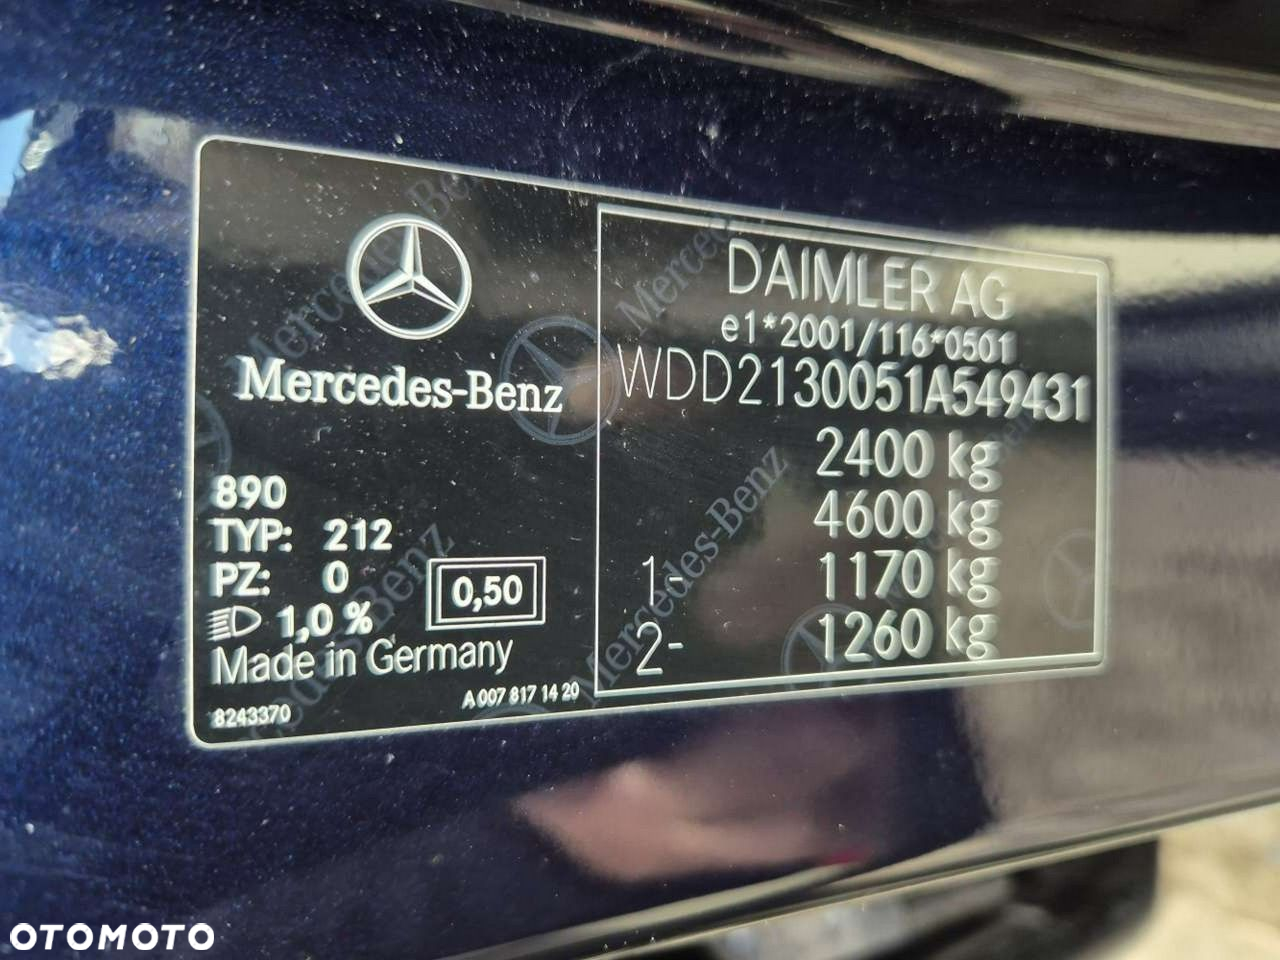 Mercedes-Benz
890
TYP: 212
PZ: 0
1,0 %
0,50
Made in Germany
8243370
A 007 817 14 20
DAIMLER AG
e1*2001/116*0501
WDD2130051A549431
2400 kg
4600 kg
1- 1170 kg
2- 1260 kg
OTOMOTO